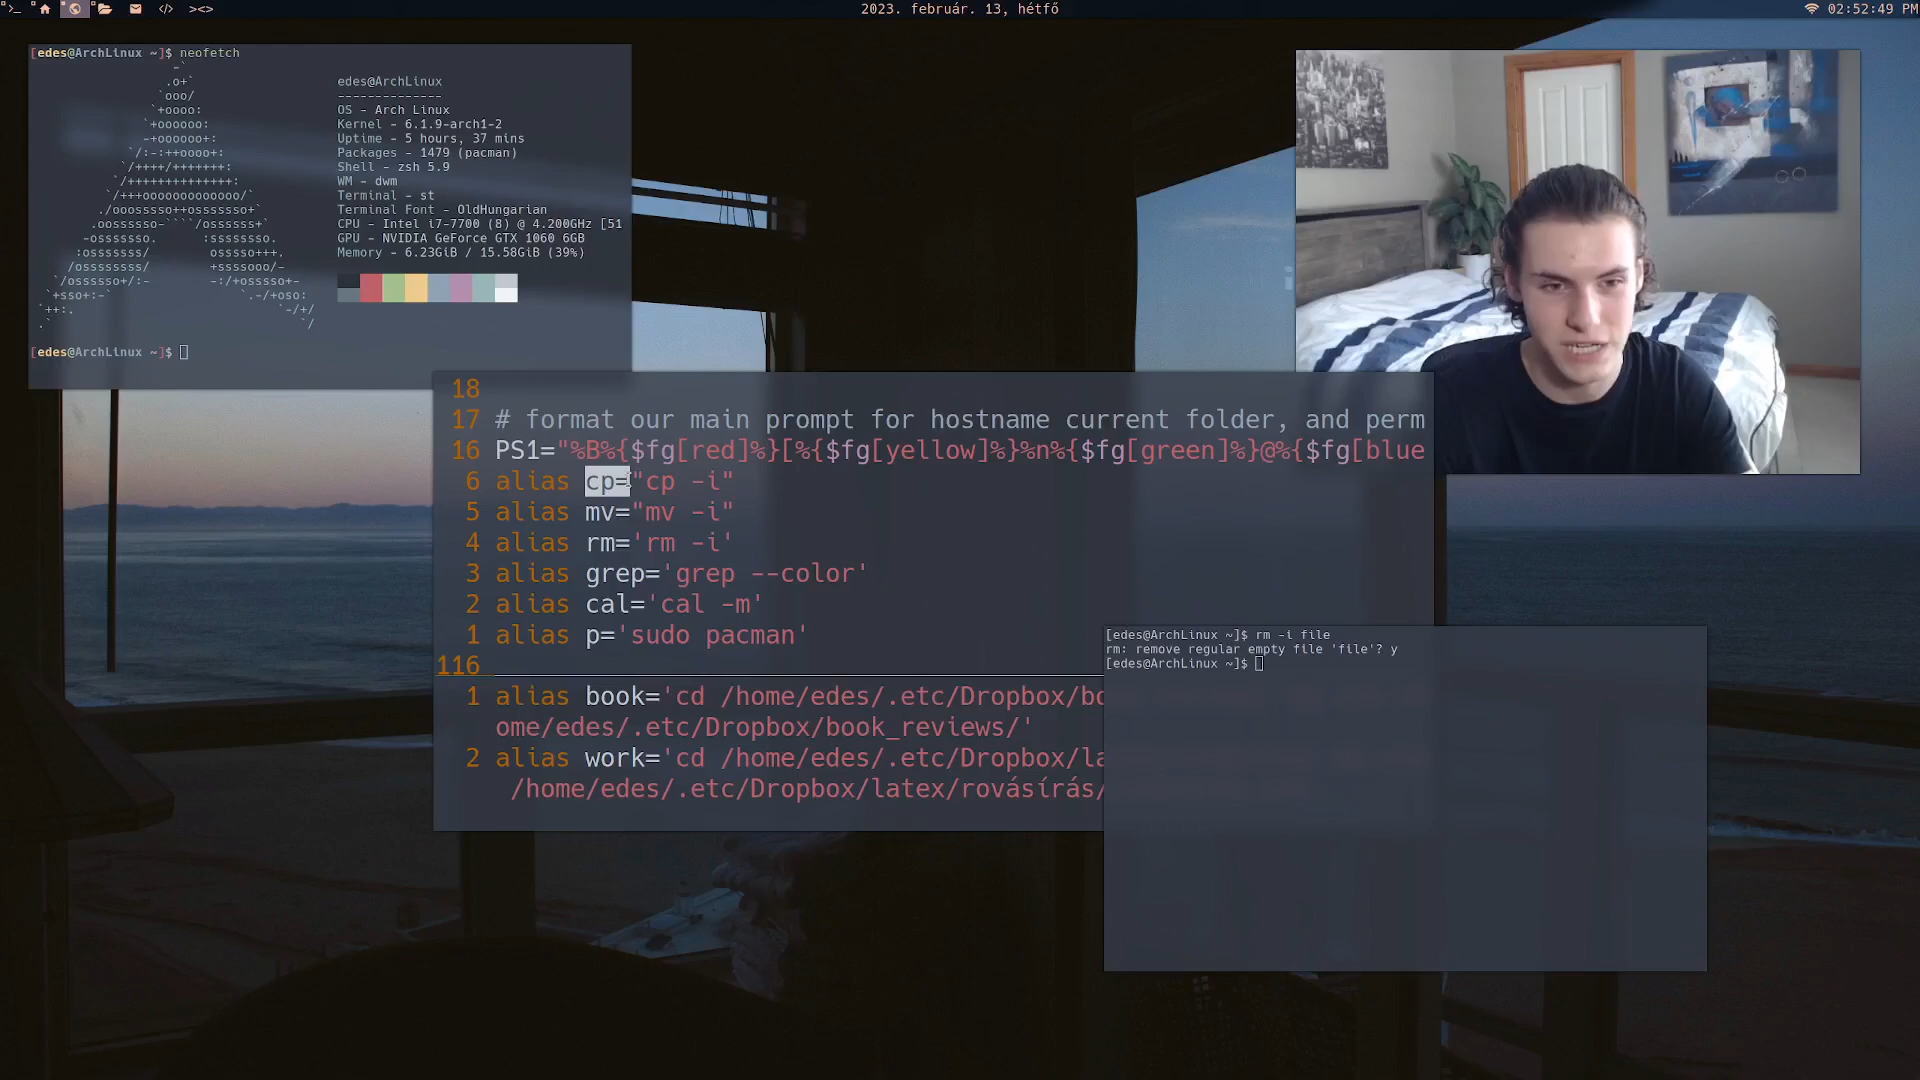 >_
</>
><>
2023. február. 13, hétfő
02:52:49 PM
[edes@ArchLinux ~]$ neofetch
edes@ArchLinux
--------------
OS - Arch Linux
Kernel - 6.1.9-arch1-2
Uptime - 5 hours, 37 mins
Packages - 1479 (pacman)
Shell - zsh 5.9
WM - dwm
Terminal - st
Terminal Font - OldHungarian
CPU - Intel i7-7700 (8) @ 4.200GHz [51
GPU - NVIDIA GeForce GTX 1060 6GB
Memory - 6.23GiB / 15.58GiB (39%)
[edes@ArchLinux ~]$
18
17 # format our main prompt for hostname current folder, and perm
16 PS1="%B%{$fg[red]%}[%{$fg[yellow]%}%n%{$fg[green]%}@%{$fg[blue
6 alias cp="cp -i"
5 alias mv="mv -i"
4 alias rm='rm -i'
3 alias grep='grep --color'
2 alias cal='cal -m'
1 alias p='sudo pacman'
116
1 alias book='cd /home/edes/.etc/Dropbox/bo
ome/edes/.etc/Dropbox/book_reviews/'
2 alias work='cd /home/edes/.etc/Dropbox/la
/home/edes/.etc/Dropbox/latex/rovásírás/
[edes@ArchLinux ~]$ rm -i file
rm: remove regular empty file 'file'? y
[edes@ArchLinux ~]$